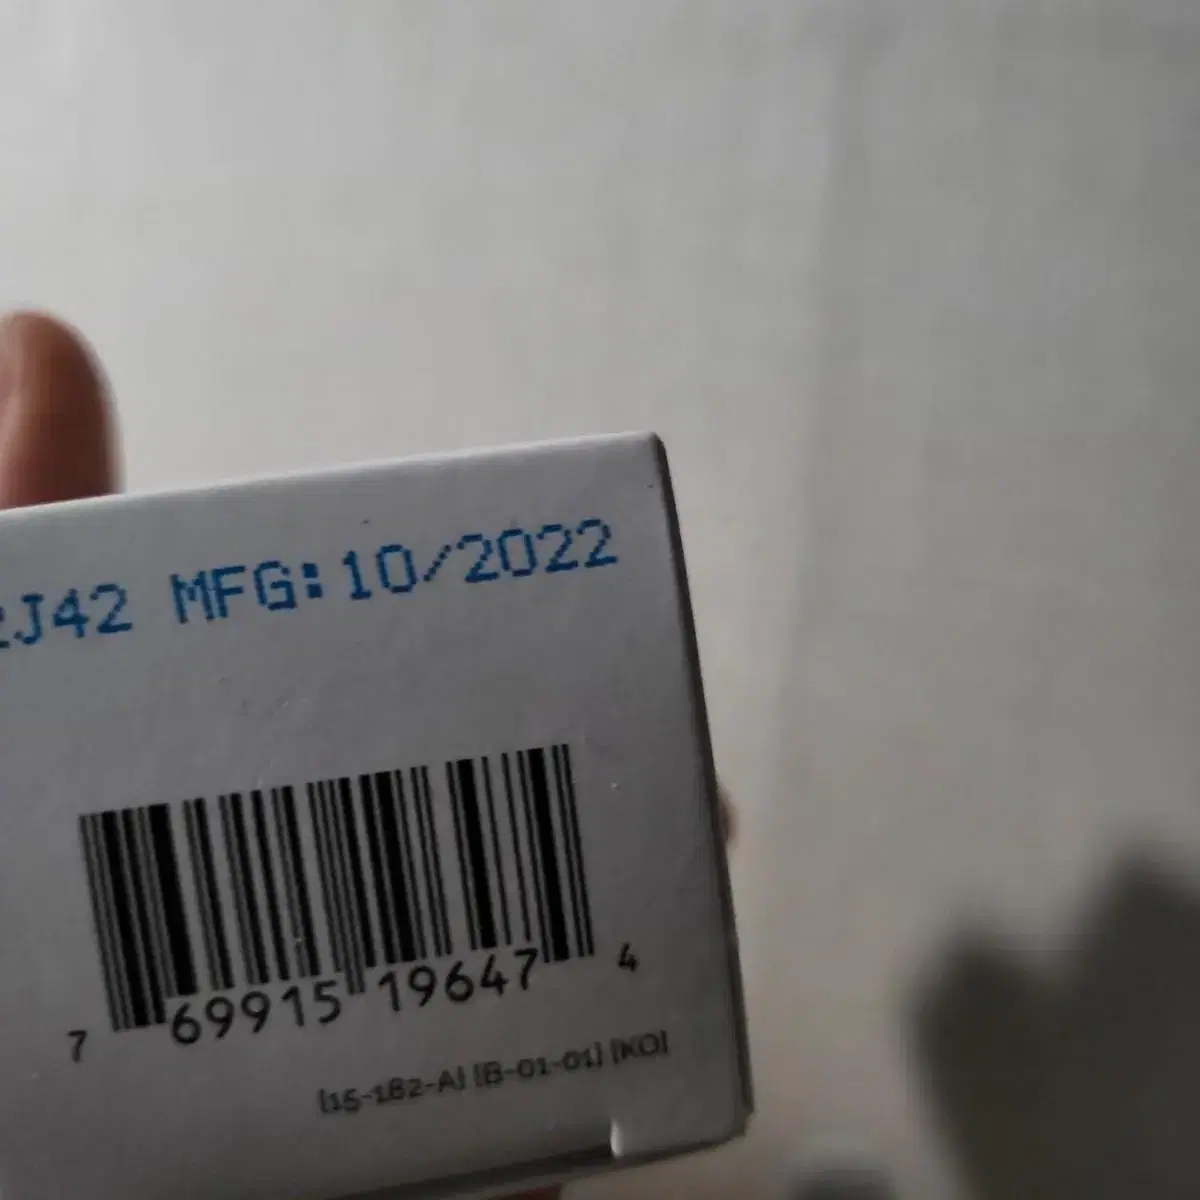 2J42 MFG:10/2022
7 69915 19647 4
[15-182-A] [B-01-01] [KO]